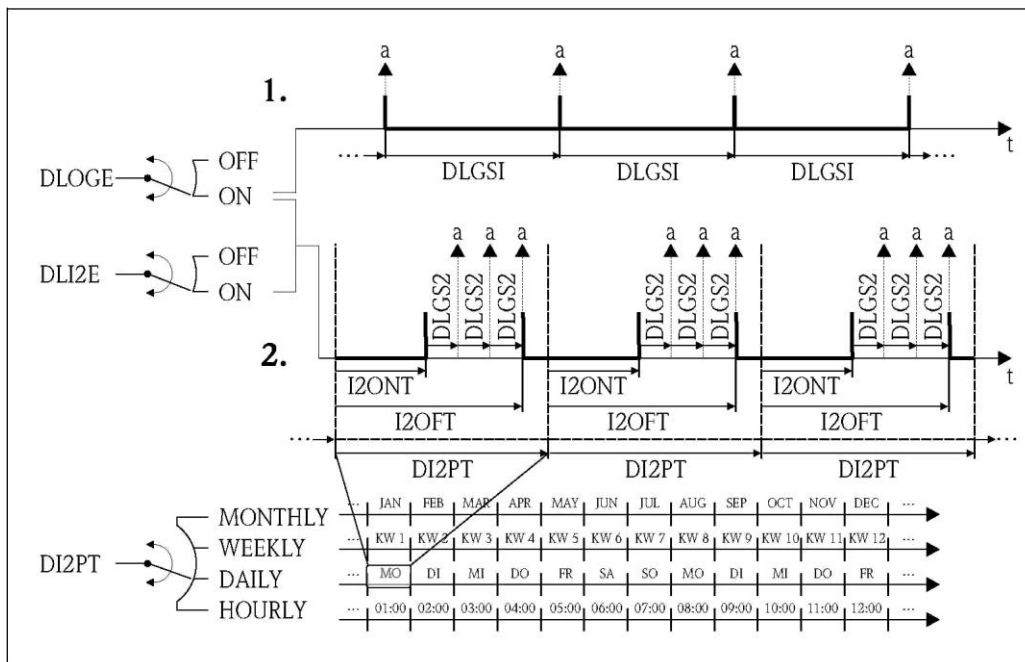 a a a a
1.
t
... DLGSI DLGSI DLGSI ...
DLOGE OFF
ON
DLI2E OFF
ON
a a a a a a a a a
DLGS2 DLGS2 DLGS2 DLGS2 DLGS2 DLGS2 DLGS2 DLGS2 DLGS2
2.
t
I2ONT I2ONT I2ONT
I2OFT I2OFT I2OFT
... ...
DI2PT DI2PT DI2PT
MONTHLY ... JAN FEB MAR APR MAY JUN JUL AUG SEP OCT NOV DEC ...
WEEKLY ... KW 1 KW 2 KW 3 KW 4 KW 5 KW 6 KW 7 KW 8 KW 9 KW 10 KW 11 KW 12 ...
DI2PT
DAILY ... MO DI MI DO FR SA SO MO DI MI DO FR ...
HOURLY ... 01:00 02:00 03:00 04:00 05:00 06:00 07:00 08:00 09:00 10:00 11:00 12:00 ...